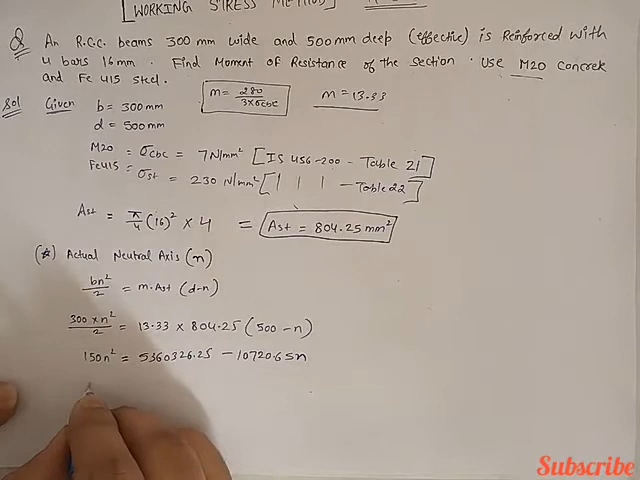 [WORKING STRESS METHOD]
Q An R.C.C. beams 300 mm wide and 500 mm deep (effective) is Reinforced with
4 bars 16 mm. Find Moment of Resistance of the section. Use M20 Concrek
and Fe 415 Steel.
Sol Given b = 300 mm m = 280/3×σcbc m = 13.33
d = 500 mm
M20 = σcbc = 7 N/mm² [IS 456-200 - Table 21]
Fe415 = σst = 230 N/mm² [ | | | - Table 22]
Ast = π/4 (16)² × 4 = Ast = 804.25 mm²
(*) Actual Neutral Axis (n)
bn²/2 = m.Ast (d-n)
300 × n²/2 = 13.33 × 804.25 (500 - n)
150n² = 5360326.25 - 10720.65n
Subscribe